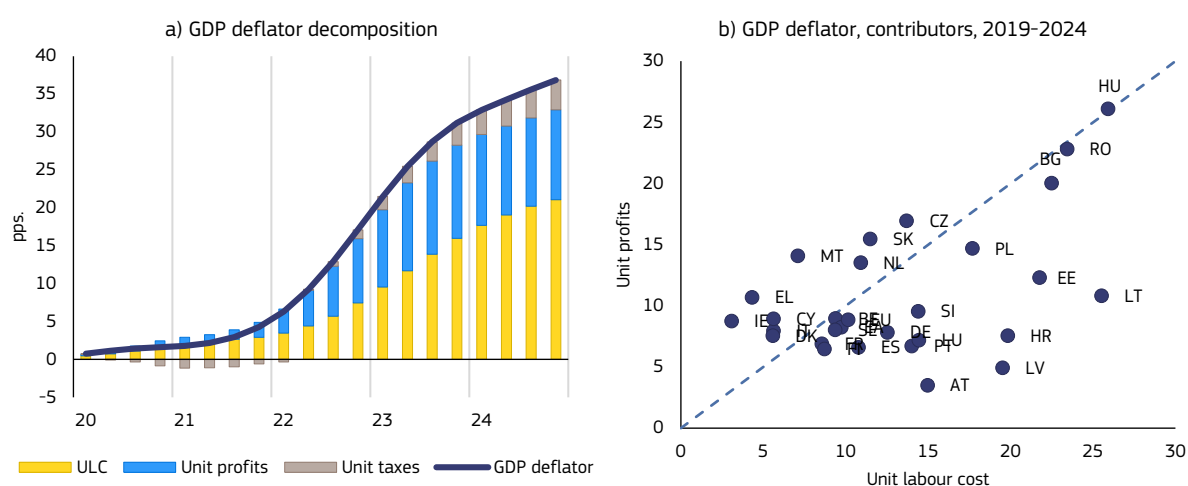 a) GDP deflator decomposition
40
35
30
25
20
15
10
5
0
-5
pps.
20 21 22 23 24
ULC Unit profits Unit taxes GDP deflator
b) GDP deflator, contributors, 2019-2024
30
25
20
15
10
5
0
Unit profits
HU
RO
BG
CZ
SK
PL
MT
NL
EE
EL
LT
SI
IE
CY
BE
EU
DK
ES
DE
LU
PT
HR
LV
AT
0 5 10 15 20 25 30
Unit labour cost